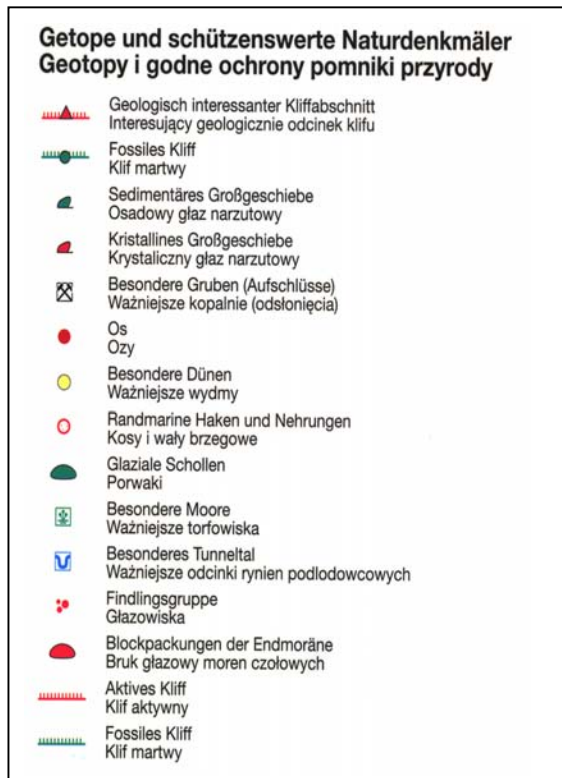 Getope und schützenswerte Naturdenkmäler
Geotopy i godne ochrony pomniki przyrody
Geologisch interessanter Kliffabschnitt
Interesujący geologicznie odcinek klifu
Fossiles Kliff
Klif martwy
Sedimentäres Großgeschiebe
Osadowy głaz narzutowy
Kristallines Großgeschiebe
Krystaliczny głaz narzutowy
Besondere Gruben (Aufschlüsse)
Ważniejsze kopalnie (odsłonięcia)
Os
Ozy
Besondere Dünen
Ważniejsze wydmy
Randmarine Haken und Nehrungen
Kosy i wały brzegowe
Glaziale Schollen
Porwaki
Besondere Moore
Ważniejsze torfowiska
Besonderes Tunneltal
Ważniejsze odcinki rynien podlodowcowych
Findlingsgruppe
Głazowiska
Blockpackungen der Endmoräne
Bruk głazowy moren czołowych
Aktives Kliff
Klif aktywny
Fossiles Kliff
Klif martwy